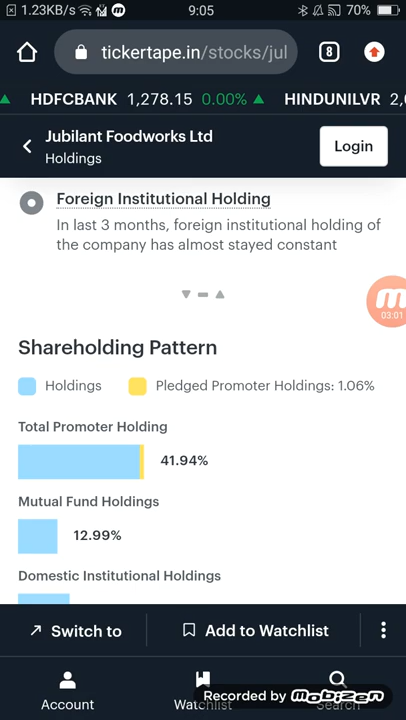 1.23KB/s 9:05 70%
tickertape.in/stocks/jul 8
HDFCBANK 1,278.15 0.00% HINDUNILVR 2,0
Jubilant Foodworks Ltd
Holdings
Login
Foreign Institutional Holding
In last 3 months, foreign institutional holding of
the company has almost stayed constant
03:01
Shareholding Pattern
Holdings Pledged Promoter Holdings: 1.06%
Total Promoter Holding
41.94%
Mutual Fund Holdings
12.99%
Domestic Institutional Holdings
Switch to Add to Watchlist
Account Watchlist Search
Recorded by mobizen